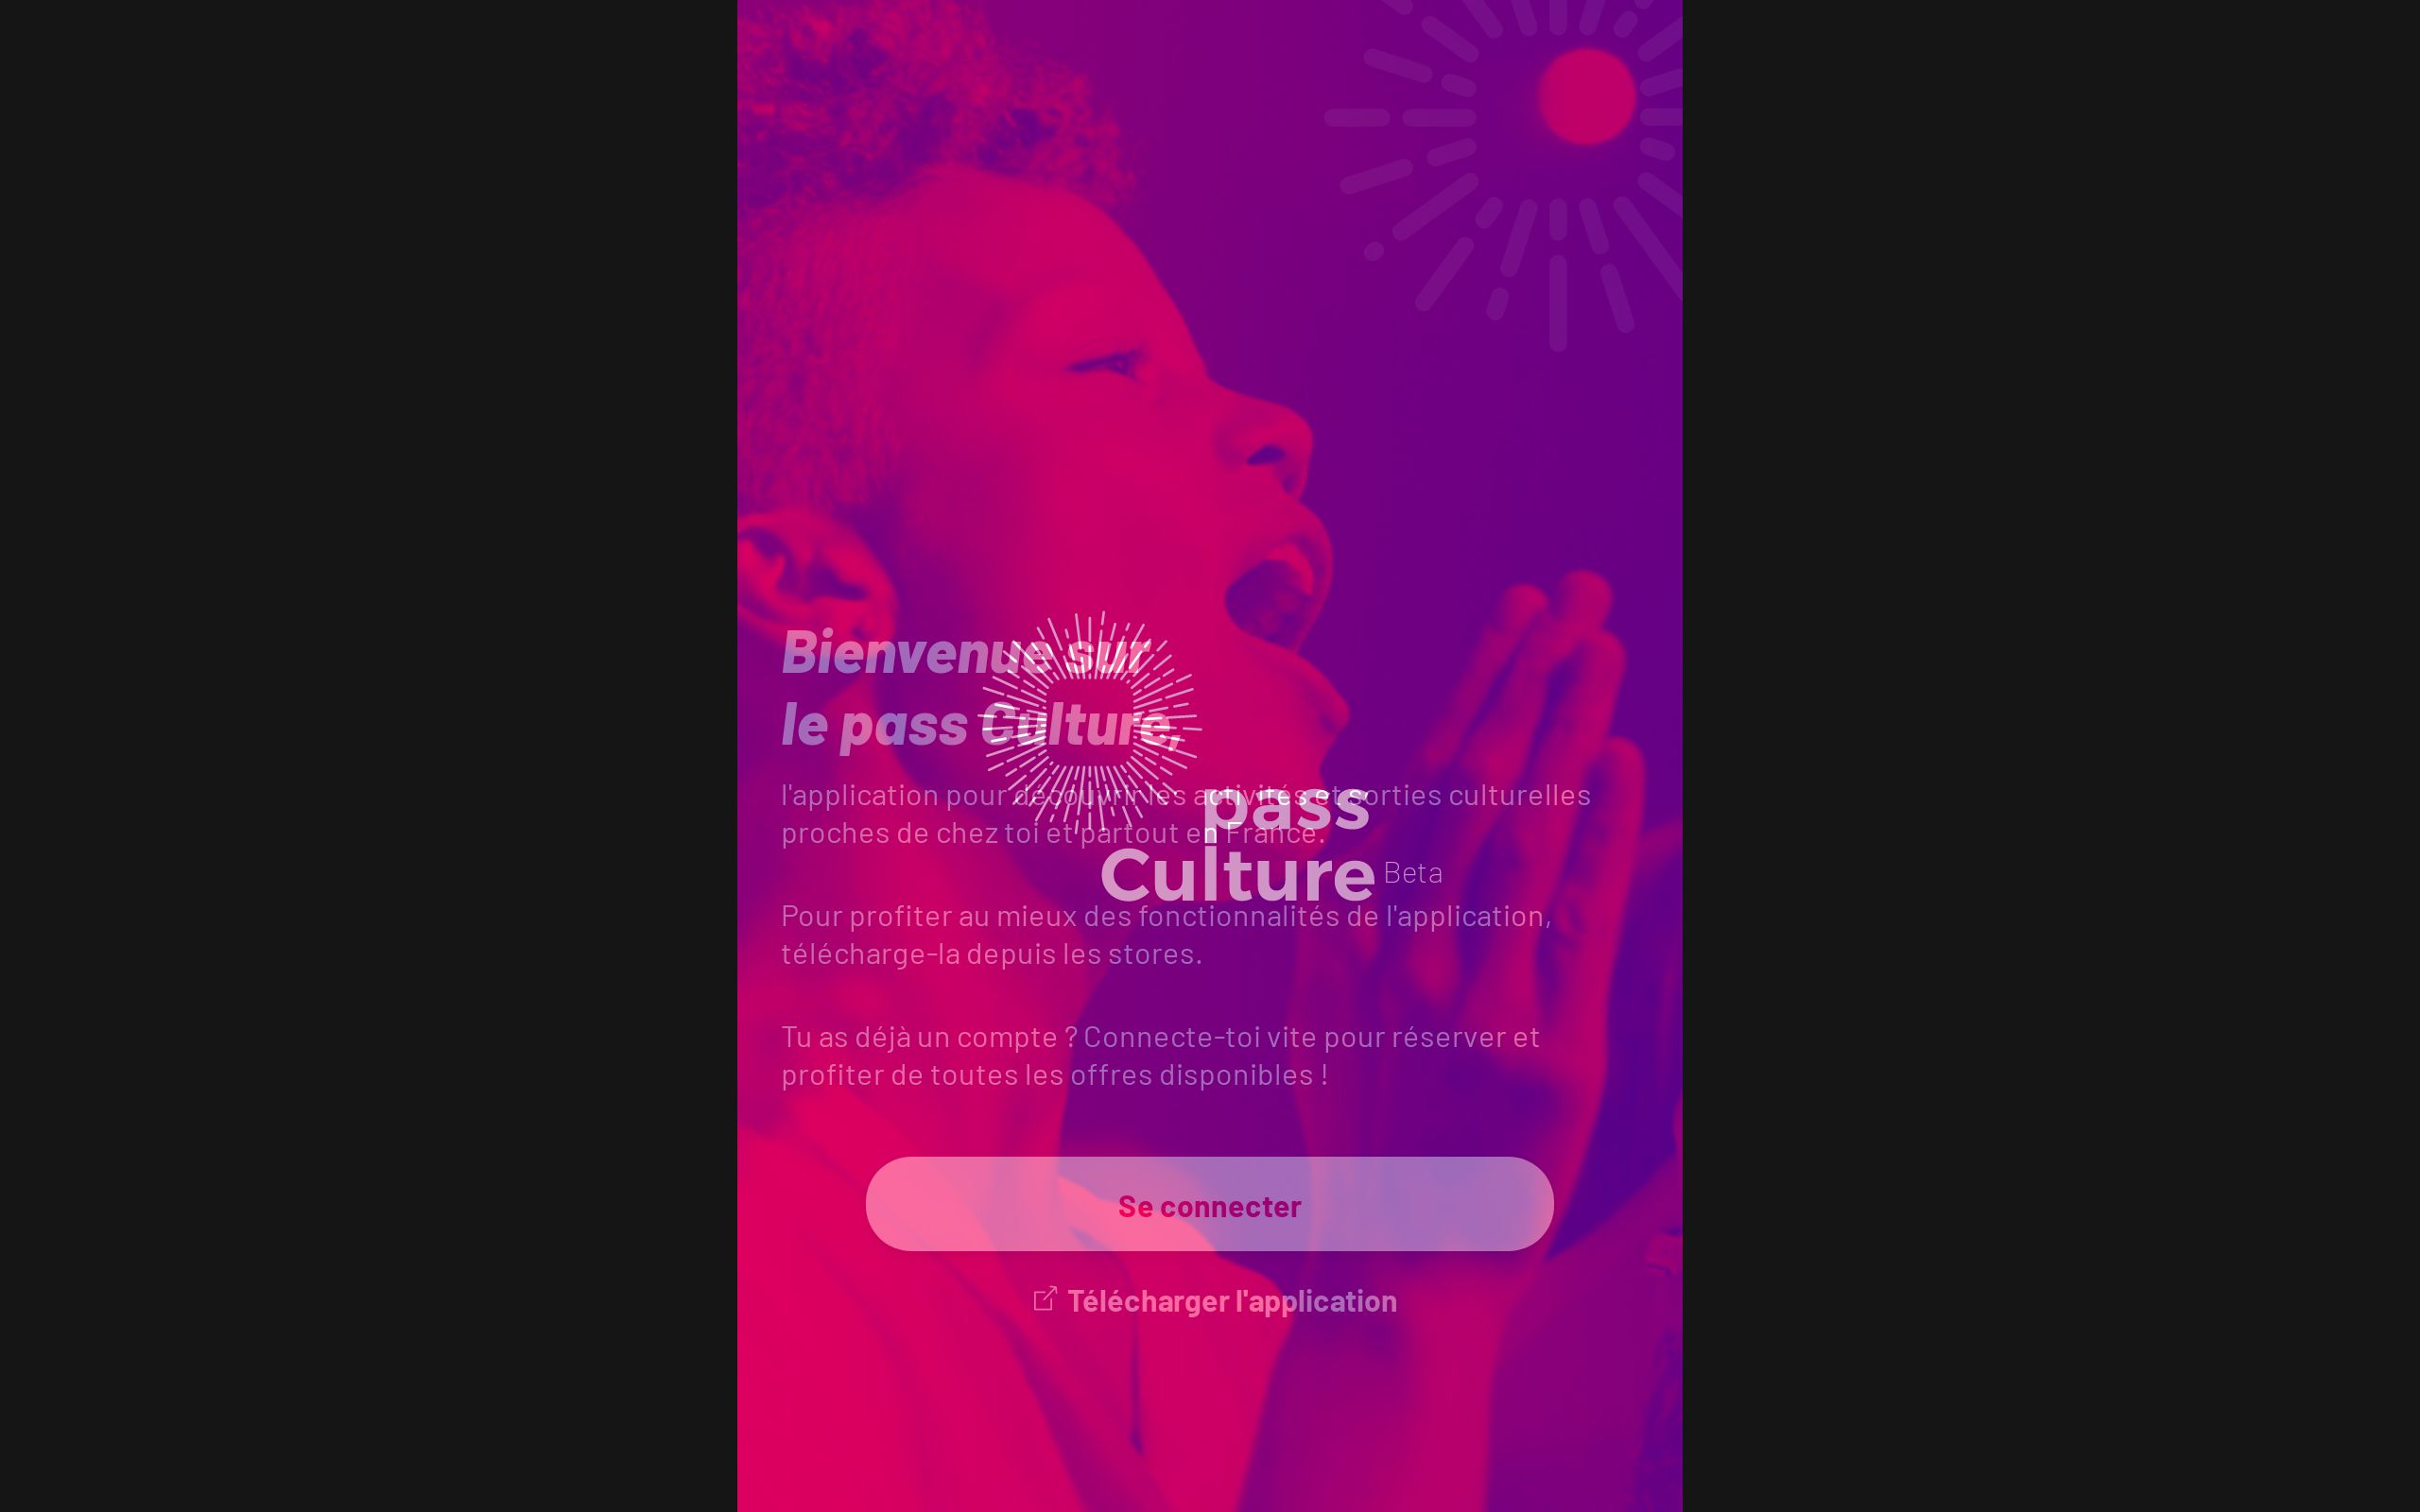 Bienvenue sur
le pass Culture,
l'application pour découvrir les activités et sorties culturelles
proches de chez toi et partout en France.
pass
Culture Beta
Pour profiter au mieux des fonctionnalités de l'application,
télécharge-la depuis les stores.
Tu as déjà un compte ? Connecte-toi vite pour réserver et
profiter de toutes les offres disponibles !
Se connecter
Télécharger l'application